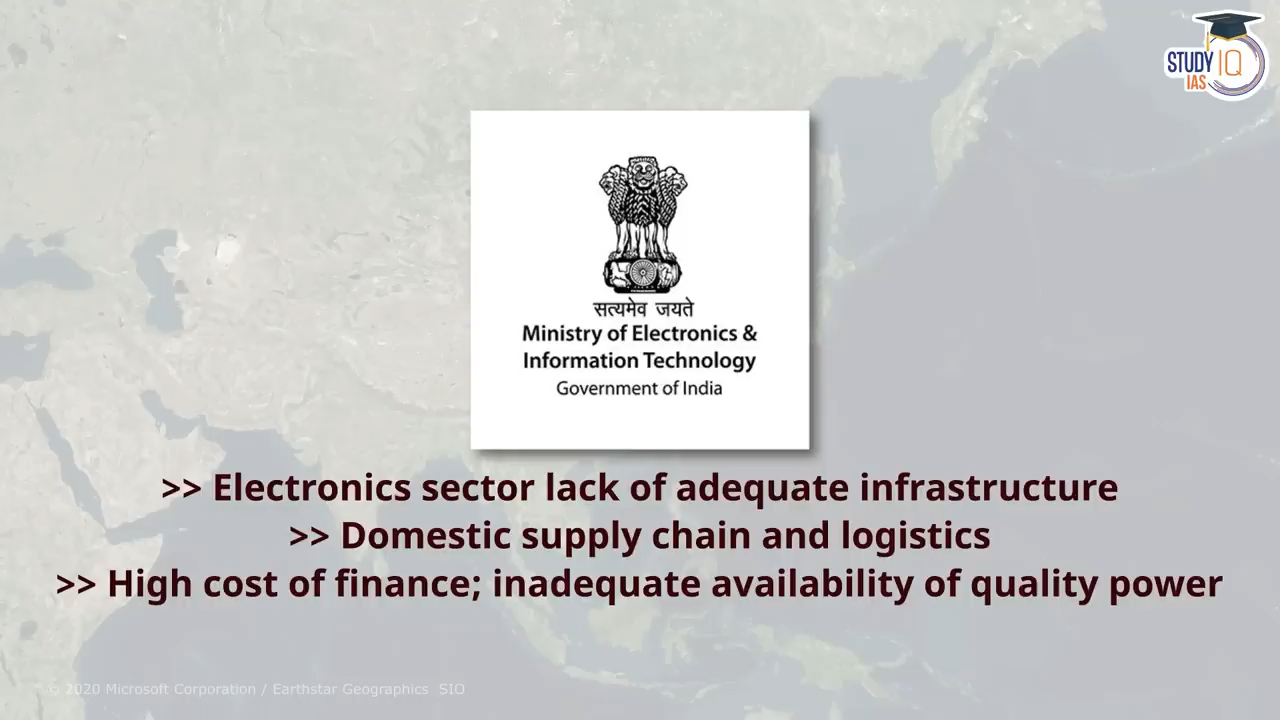 STUDY IQ
IAS
सत्यमेव जयते
Ministry of Electronics &
Information Technology
Government of India
>> Electronics sector lack of adequate infrastructure
>> Domestic supply chain and logistics
>> High cost of finance; inadequate availability of quality power
© 2020 Microsoft Corporation / Earthstar Geographics SIO